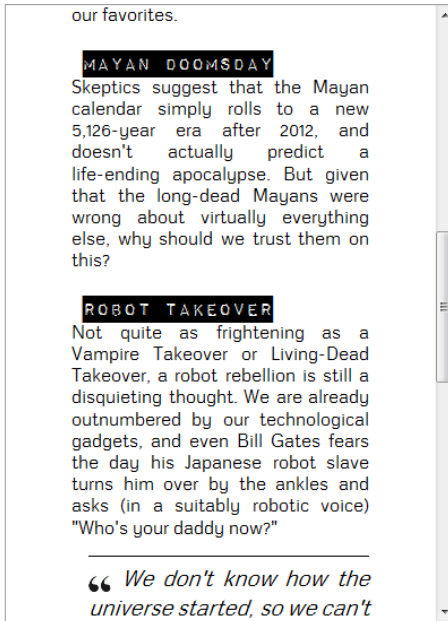 our favorites.
MAYAN DOOMSDAY
Skeptics suggest that the Mayan
calendar simply rolls to a new
5,126-year era after 2012, and
doesn't actually predict a
life-ending apocalypse. But given
that the long-dead Mayans were
wrong about virtually everything
else, why should we trust them on
this?
ROBOT TAKEOVER
Not quite as frightening as a
Vampire Takeover or Living-Dead
Takeover, a robot rebellion is still a
disquieting thought. We are already
outnumbered by our technological
gadgets, and even Bill Gates fears
the day his Japanese robot slave
turns him over by the ankles and
asks (in a suitably robotic voice)
"Who's your daddy now?"
“ We don't know how the
universe started, so we can't